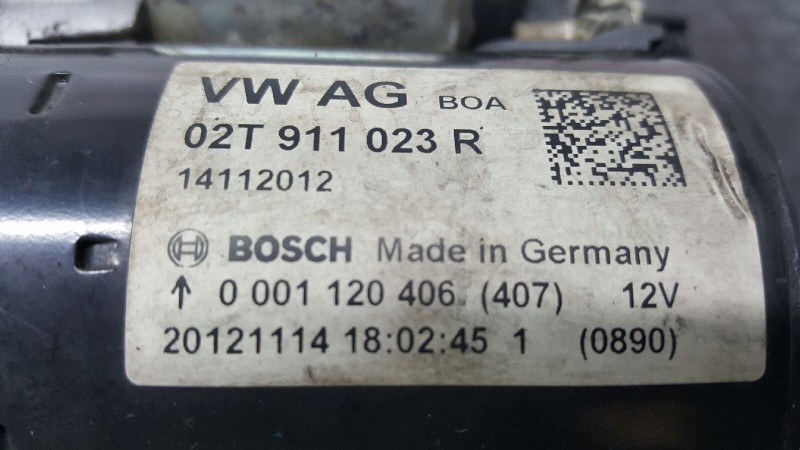 VW AG BOA
02T 911 023 R
14112012
BOSCH Made in Germany
↑ 0 001 120 406 (407) 12V
20121114 18:02:45 1 (0890)